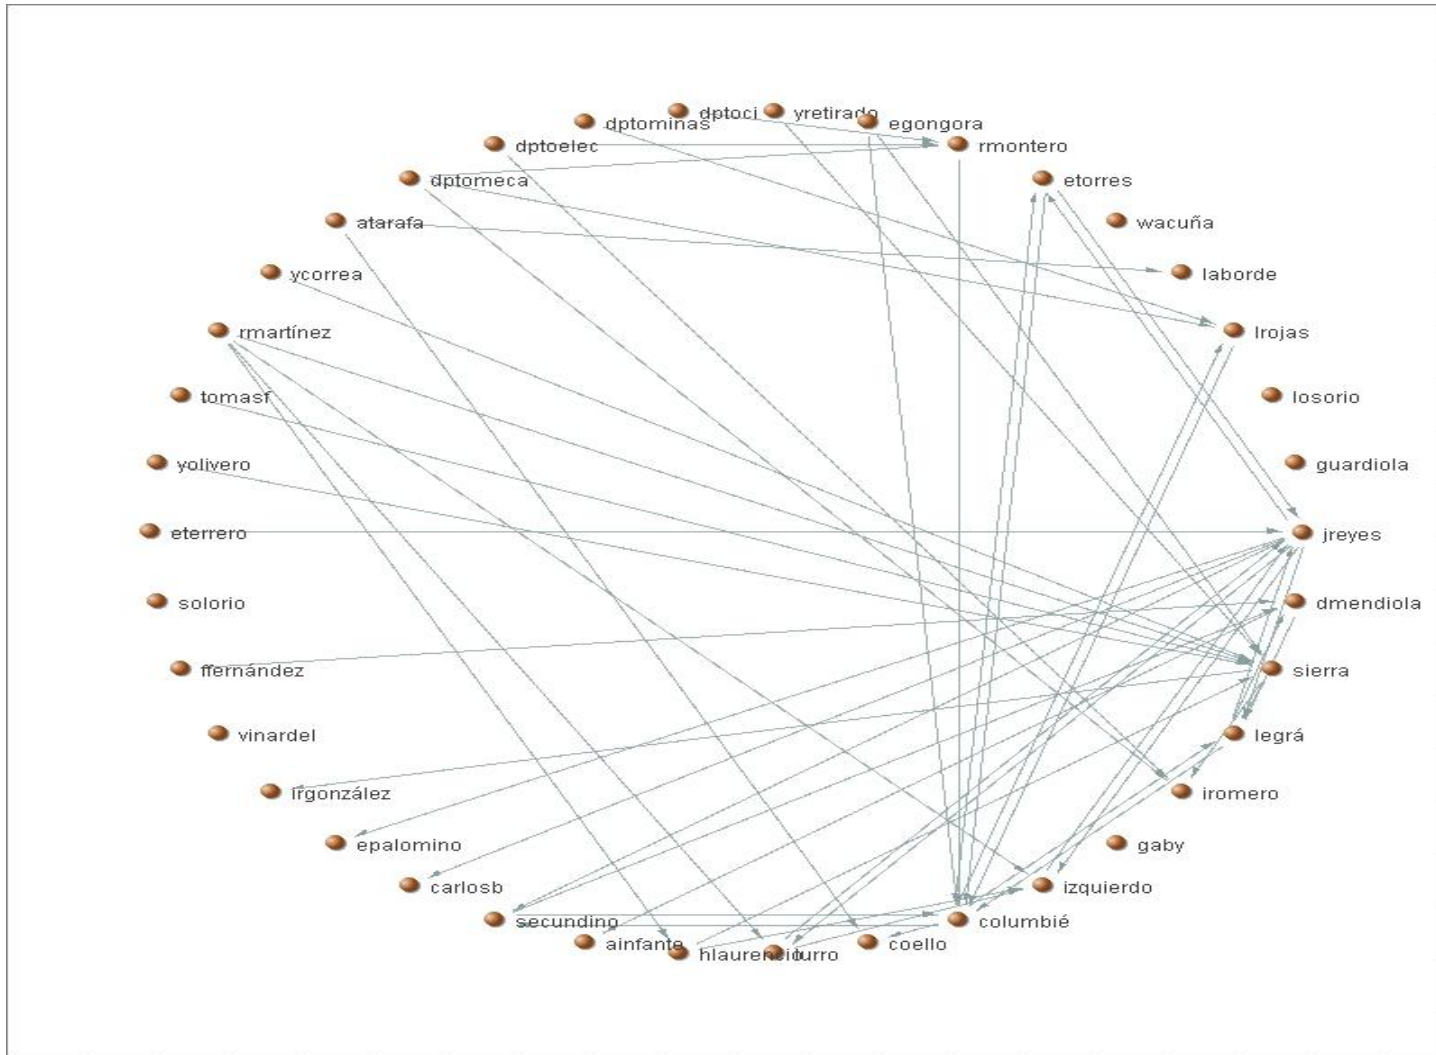 dptoci
yretirado
dptominas
egongora
dptoelec
rmontero
dptomeca
etorres
atarafa
wacuña
ycorrea
laborde
rmartínez
lrojas
tomasf
losorio
yolivero
guardiola
eterrero
jreyes
solorio
dmendiola
ffernández
sierra
vinardel
legrá
lrgonzález
iromero
epalomino
gaby
carlosb
izquierdo
secundino
columbié
ainfante
coello
hlaurencio